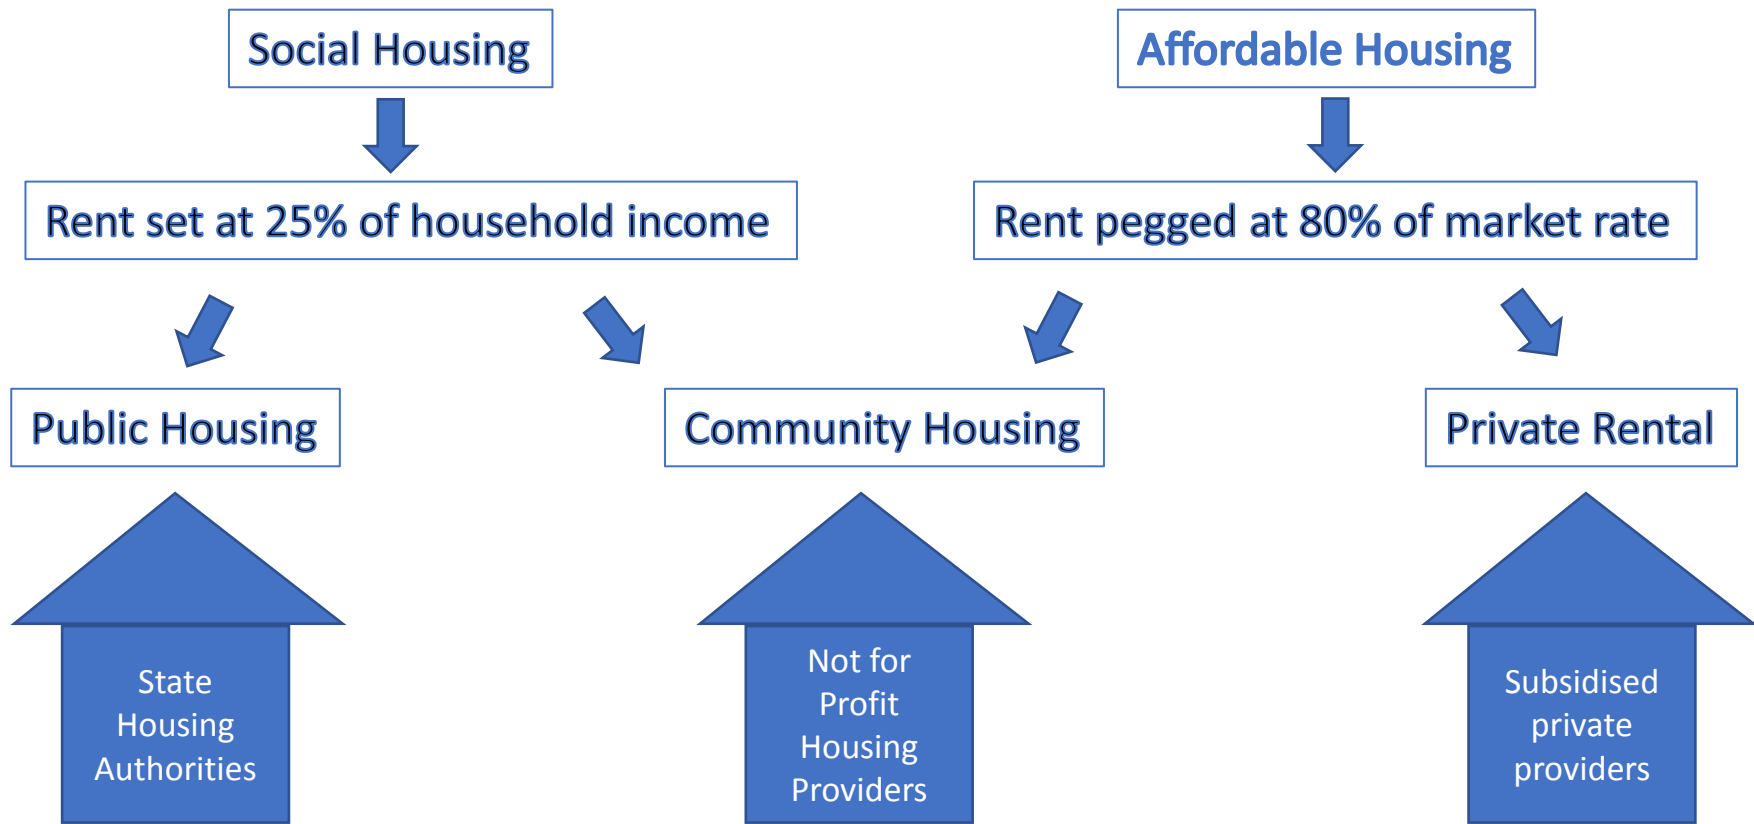 Social Housing
Affordable Housing
Rent set at 25% of household income
Rent pegged at 80% of market rate
Public Housing
Community Housing
Private Rental
State
Housing
Authorities
Not for
Profit
Housing
Providers
Subsidised
private
providers